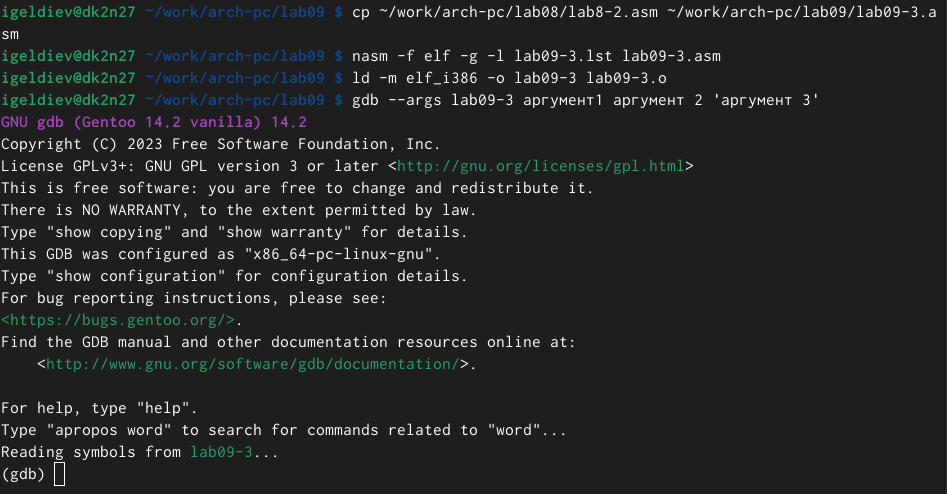 igeldiev@dk2n27 ~/work/arch-pc/lab09 $ cp ~/work/arch-pc/lab08/lab8-2.asm ~/work/arch-pc/lab09/lab09-3.a
sm
igeldiev@dk2n27 ~/work/arch-pc/lab09 $ nasm -f elf -g -l lab09-3.lst lab09-3.asm
igeldiev@dk2n27 ~/work/arch-pc/lab09 $ ld -m elf_i386 -o lab09-3 lab09-3.o
igeldiev@dk2n27 ~/work/arch-pc/lab09 $ gdb --args lab09-3 аргумент1 аргумент 2 'аргумент 3'
GNU gdb (Gentoo 14.2 vanilla) 14.2
Copyright (C) 2023 Free Software Foundation, Inc.
License GPLv3+: GNU GPL version 3 or later <http://gnu.org/licenses/gpl.html>
This is free software: you are free to change and redistribute it.
There is NO WARRANTY, to the extent permitted by law.
Type "show copying" and "show warranty" for details.
This GDB was configured as "x86_64-pc-linux-gnu".
Type "show configuration" for configuration details.
For bug reporting instructions, please see:
<https://bugs.gentoo.org/>.
Find the GDB manual and other documentation resources online at:
    <http://www.gnu.org/software/gdb/documentation/>.

For help, type "help".
Type "apropos word" to search for commands related to "word"...
Reading symbols from lab09-3...
(gdb)